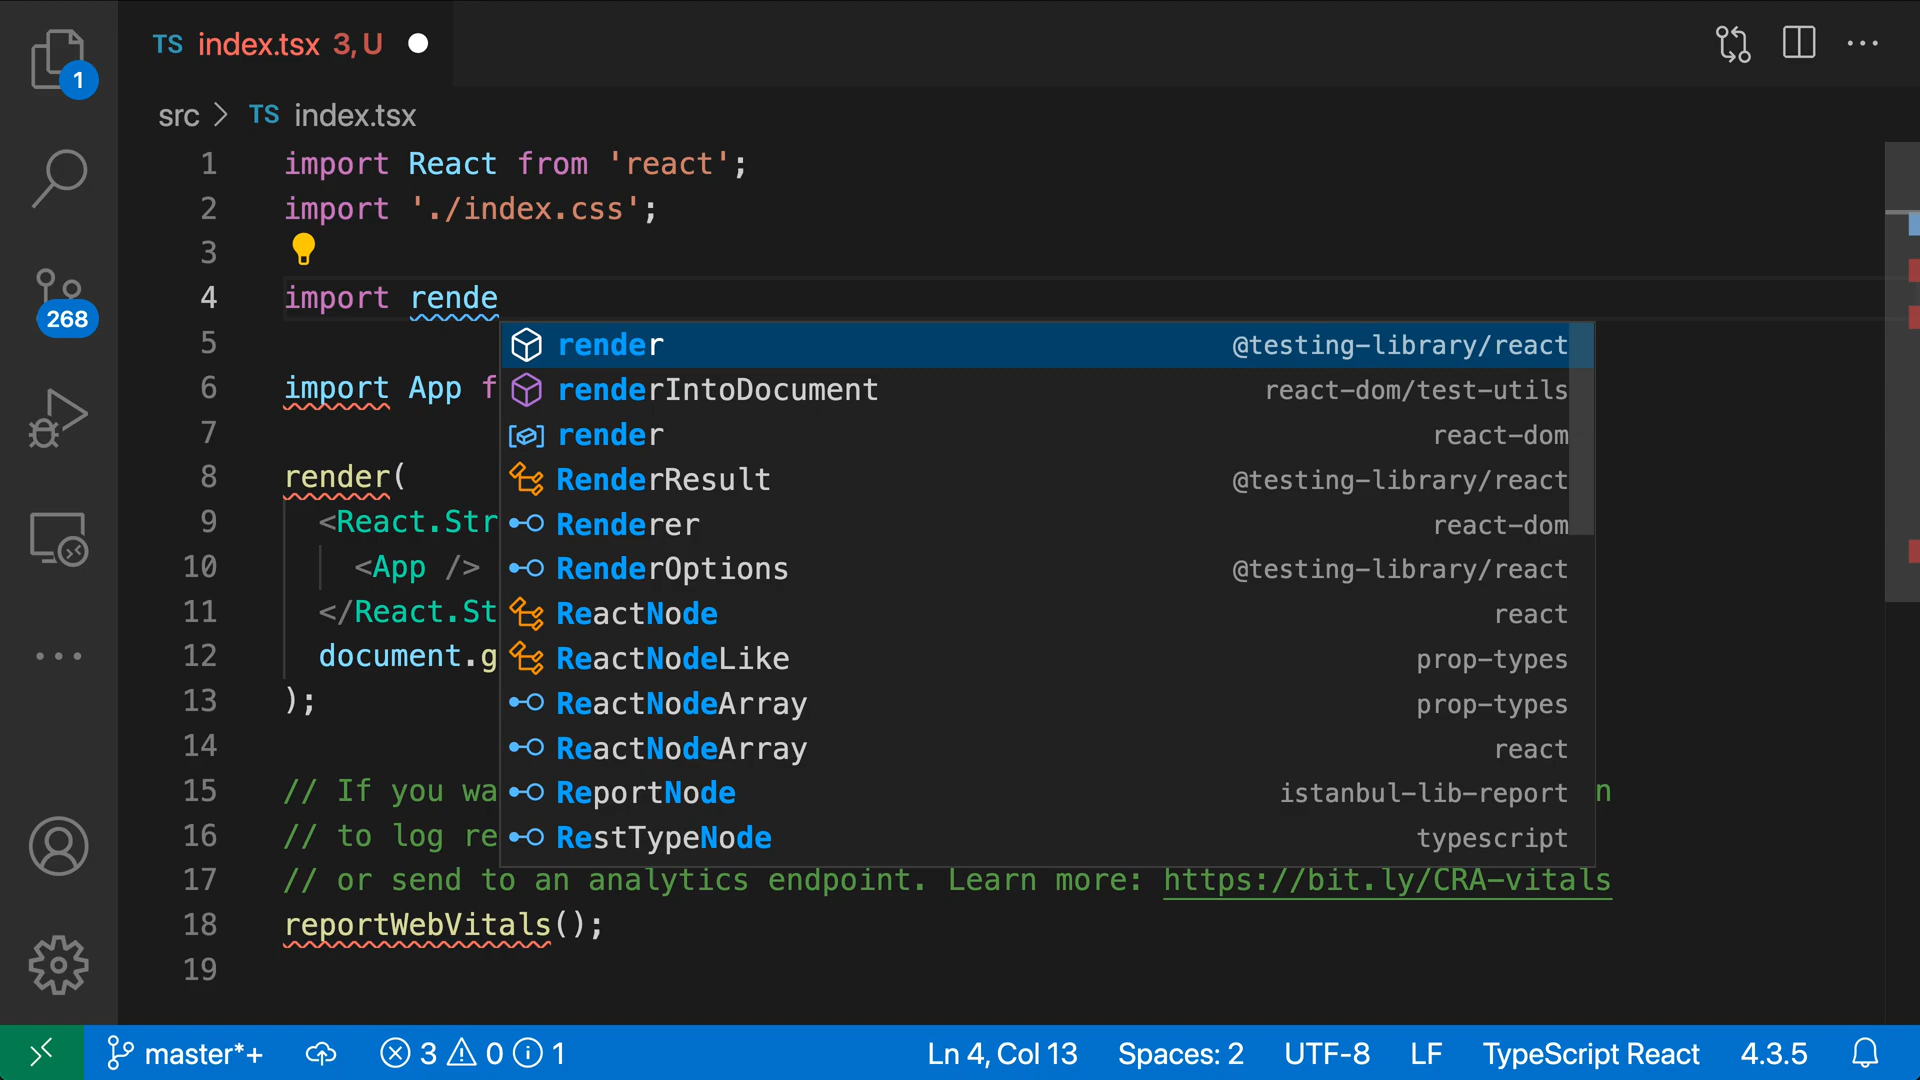 TS index.tsx 3, U
1
src > TS index.tsx
1 import React from 'react';
2 import './index.css';
3
4 import rende
268
5
6 import App f
7
8 render(
9 <React.Str
10 <App />
11 </React.St
12 document.g
13 );
14
15 // If you wa n
16 // to log re
17 // or send to an analytics endpoint. Learn more: https://bit.ly/CRA-vitals
18 reportWebVitals();
19
render @testing-library/react
renderIntoDocument react-dom/test-utils
render react-dom
RenderResult @testing-library/react
Renderer react-dom
RenderOptions @testing-library/react
ReactNode react
ReactNodeLike prop-types
ReactNodeArray prop-types
ReactNodeArray react
ReportNode istanbul-lib-report
RestTypeNode typescript
master*+ 3 0 1 Ln 4, Col 13 Spaces: 2 UTF-8 LF TypeScript React 4.3.5